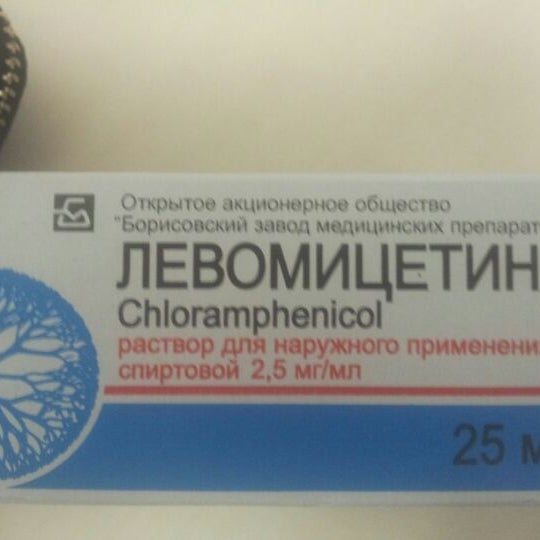 Открытое акционерное общество
"Борисовский завод медицинских препарат
ЛЕВОМИЦЕТИН
Chloramphenicol
раствор для наружного применени
спиртовой 2,5 мг/мл
25 м